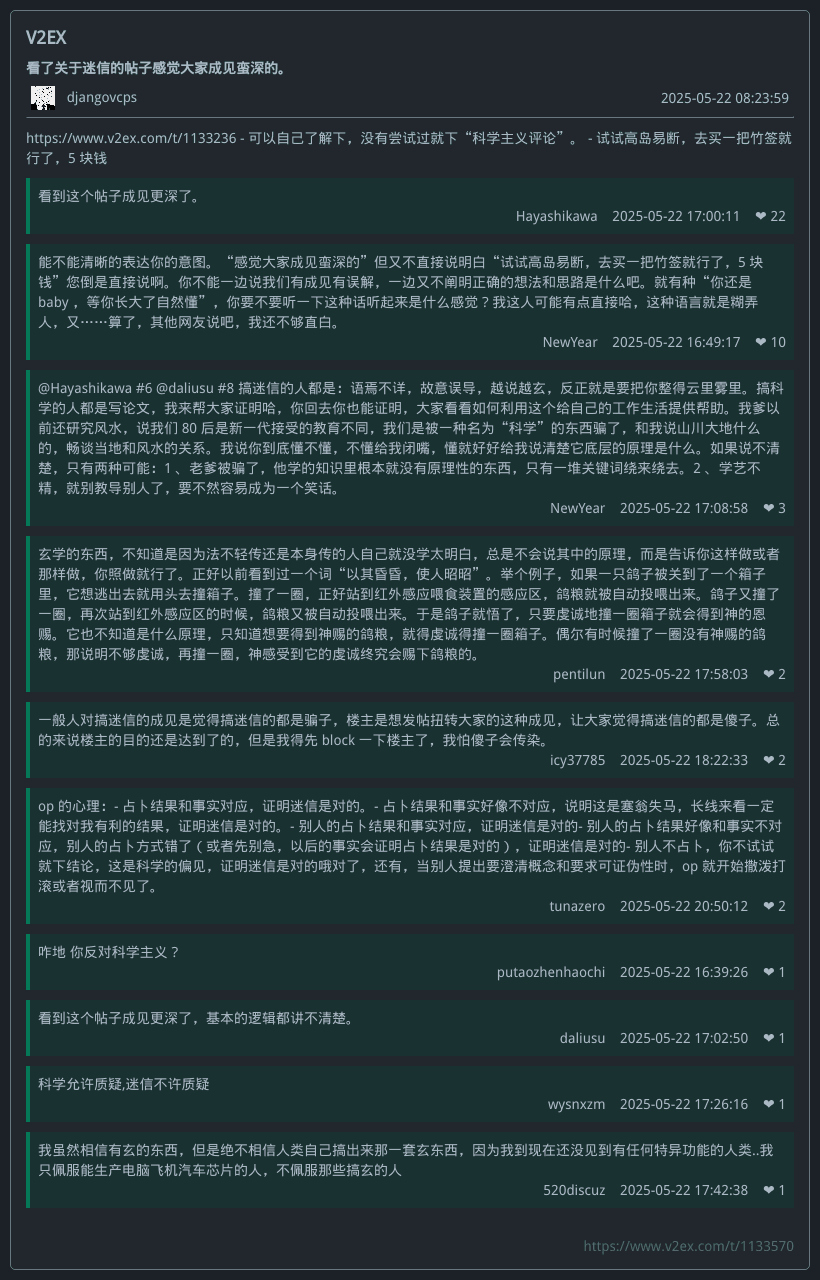 V2EX
看了关于迷信的帖子感觉大家成见蛮深的。
djangovcps 2025-05-22 08:23:59
https://www.v2ex.com/t/1133236 - 可以自己了解下，没有尝试过就下“科学主义评论”。 - 试试高岛易断，去买一把竹签就
行了，5 块钱
看到这个帖子成见更深了。
Hayashikawa 2025-05-22 17:00:11 ❤ 22
能不能清晰的表达你的意图。“感觉大家成见蛮深的”但又不直接说明白“试试高岛易断，去买一把竹签就行了，5 块
钱”您倒是直接说啊。你不能一边说我们有成见有误解，一边又不阐明正确的想法和思路是什么吧。就有种“你还是
baby ，等你长大了自然懂”，你要不要听一下这种话听起来是什么感觉？我这人可能有点直接哈，这种语言就是糊弄
人，又……算了，其他网友说吧，我还不够直白。
NewYear 2025-05-22 16:49:17 ❤ 10
@Hayashikawa #6 @daliusu #8 搞迷信的人都是：语焉不详，故意误导，越说越玄，反正就是要把你整得云里雾里。搞科
学的人都是写论文，我来帮大家证明哈，你回去你也能证明，大家看看如何利用这个给自己的工作生活提供帮助。我爹以
前还研究风水，说我们 80 后是新一代接受的教育不同，我们是被一种名为“科学”的东西骗了，和我说山川大地什么
的，畅谈当地和风水的关系。我说你到底懂不懂，不懂给我闭嘴，懂就好好给我说清楚它底层的原理是什么。如果说不清
楚，只有两种可能：1 、老爹被骗了，他学的知识里根本就没有原理性的东西，只有一堆关键词绕来绕去。2 、学艺不
精，就别教导别人了，要不然容易成为一个笑话。
NewYear 2025-05-22 17:08:58 ❤ 3
玄学的东西，不知道是因为法不轻传还是本身传的人自己就没学太明白，总是不会说其中的原理，而是告诉你这样做或者
那样做，你照做就行了。正好以前看到过一个词“以其昏昏，使人昭昭”。举个例子，如果一只鸽子被关到了一个箱子
里，它想逃出去就用头去撞箱子。撞了一圈，正好站到红外感应喂食装置的感应区，鸽粮就被自动投喂出来。鸽子又撞了
一圈，再次站到红外感应区的时候，鸽粮又被自动投喂出来。于是鸽子就悟了，只要虔诚地撞一圈箱子就会得到神的恩
赐。它也不知道是什么原理，只知道想要得到神赐的鸽粮，就得虔诚得撞一圈箱子。偶尔有时候撞了一圈没有神赐的鸽
粮，那说明不够虔诚，再撞一圈，神感受到它的虔诚终究会赐下鸽粮的。
pentilun 2025-05-22 17:58:03 ❤ 2
一般人对搞迷信的成见是觉得搞迷信的都是骗子，楼主是想发帖扭转大家的这种成见，让大家觉得搞迷信的都是傻子。总
的来说楼主的目的还是达到了的，但是我得先 block 一下楼主了，我怕傻子会传染。
icy37785 2025-05-22 18:22:33 ❤ 2
op 的心理：- 占卜结果和事实对应，证明迷信是对的。- 占卜结果和事实好像不对应，说明这是塞翁失马，长线来看一定
能找对我有利的结果，证明迷信是对的。- 别人的占卜结果和事实对应，证明迷信是对的- 别人的占卜结果好像和事实不对
应，别人的占卜方式错了（或者先别急，以后的事实会证明占卜结果是对的），证明迷信是对的- 别人不占卜，你不试试
就下结论，这是科学的偏见，证明迷信是对的哦对了，还有，当别人提出要澄清概念和要求可证伪性时，op 就开始撒泼打
滚或者视而不见了。
tunazero 2025-05-22 20:50:12 ❤ 2
咋地 你反对科学主义？
putaozhenhaochi 2025-05-22 16:39:26 ❤ 1
看到这个帖子成见更深了，基本的逻辑都讲不清楚。
daliusu 2025-05-22 17:02:50 ❤ 1
科学允许质疑,迷信不许质疑
wysnxzm 2025-05-22 17:26:16 ❤ 1
我虽然相信有玄的东西，但是绝不相信人类自己搞出来那一套玄东西，因为我到现在还没见到有任何特异功能的人类..我
只佩服能生产电脑飞机汽车芯片的人，不佩服那些搞玄的人
520discuz 2025-05-22 17:42:38 ❤ 1
https://www.v2ex.com/t/1133570